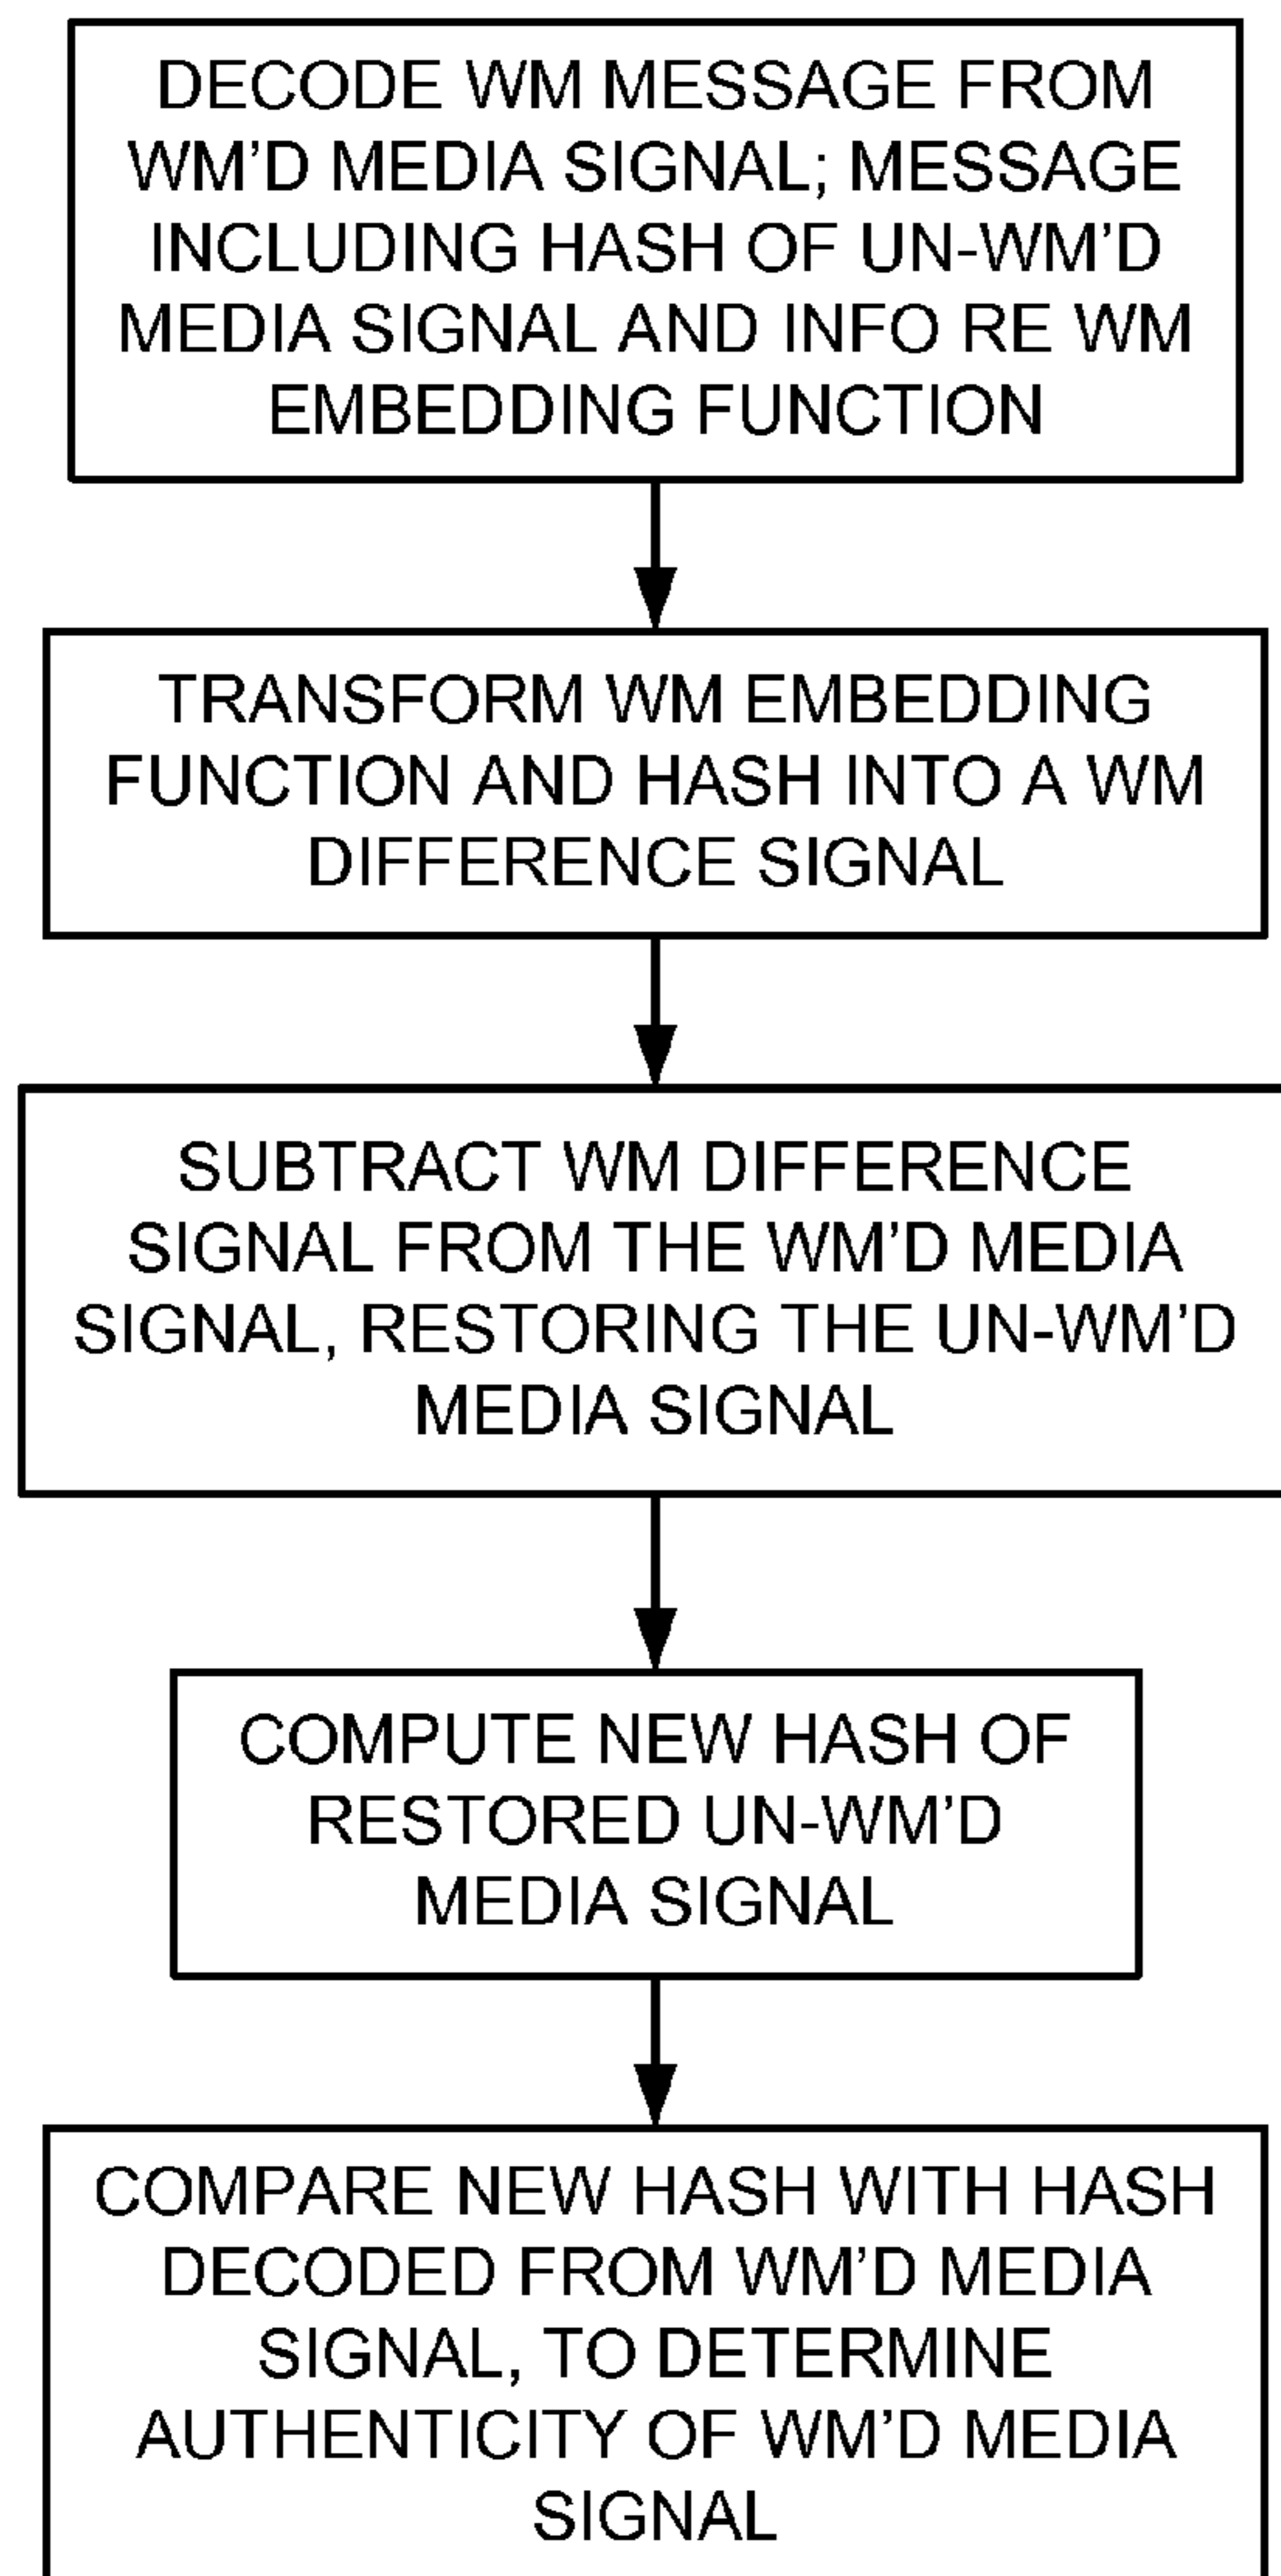 DECODE WM MESSAGE FROM
WM'D MEDIA SIGNAL; MESSAGE
INCLUDING HASH OF UN-WM'D
MEDIA SIGNAL AND INFO RE WM
EMBEDDING FUNCTION
TRANSFORM WM EMBEDDING
FUNCTION AND HASH INTO A WM
DIFFERENCE SIGNAL
SUBTRACT WM DIFFERENCE
SIGNAL FROM THE WM'D MEDIA
SIGNAL, RESTORING THE UN-WM'D
MEDIA SIGNAL
COMPUTE NEW HASH OF
RESTORED UN-WM'D
MEDIA SIGNAL
COMPARE NEW HASH WITH HASH
DECODED FROM WM'D MEDIA
SIGNAL, TO DETERMINE
AUTHENTICITY OF WM'D MEDIA
SIGNAL